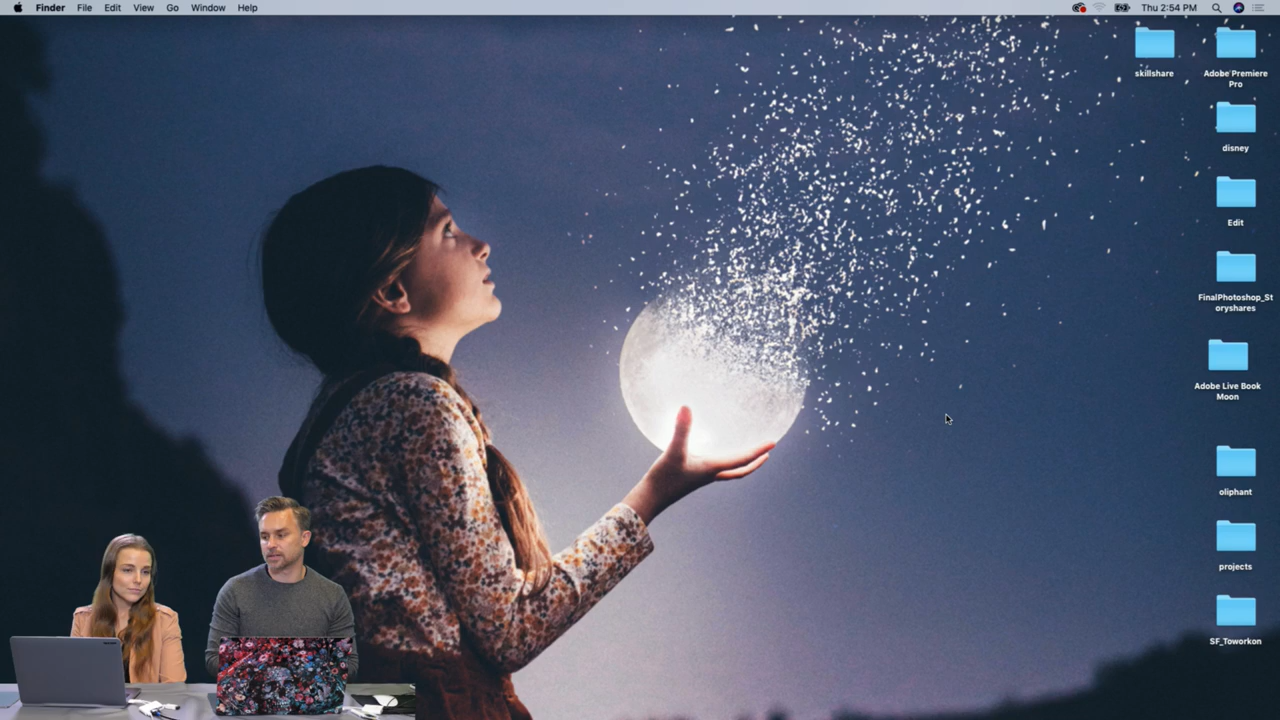 Finder File Edit View Go Window Help Thu 2:54 PM
skillshare
Adobe Premiere
Pro
disney
Edit
FinalPhotoshop_St
oryshares
Adobe Live Book
Moon
oliphant
projects
SF_Toworkon